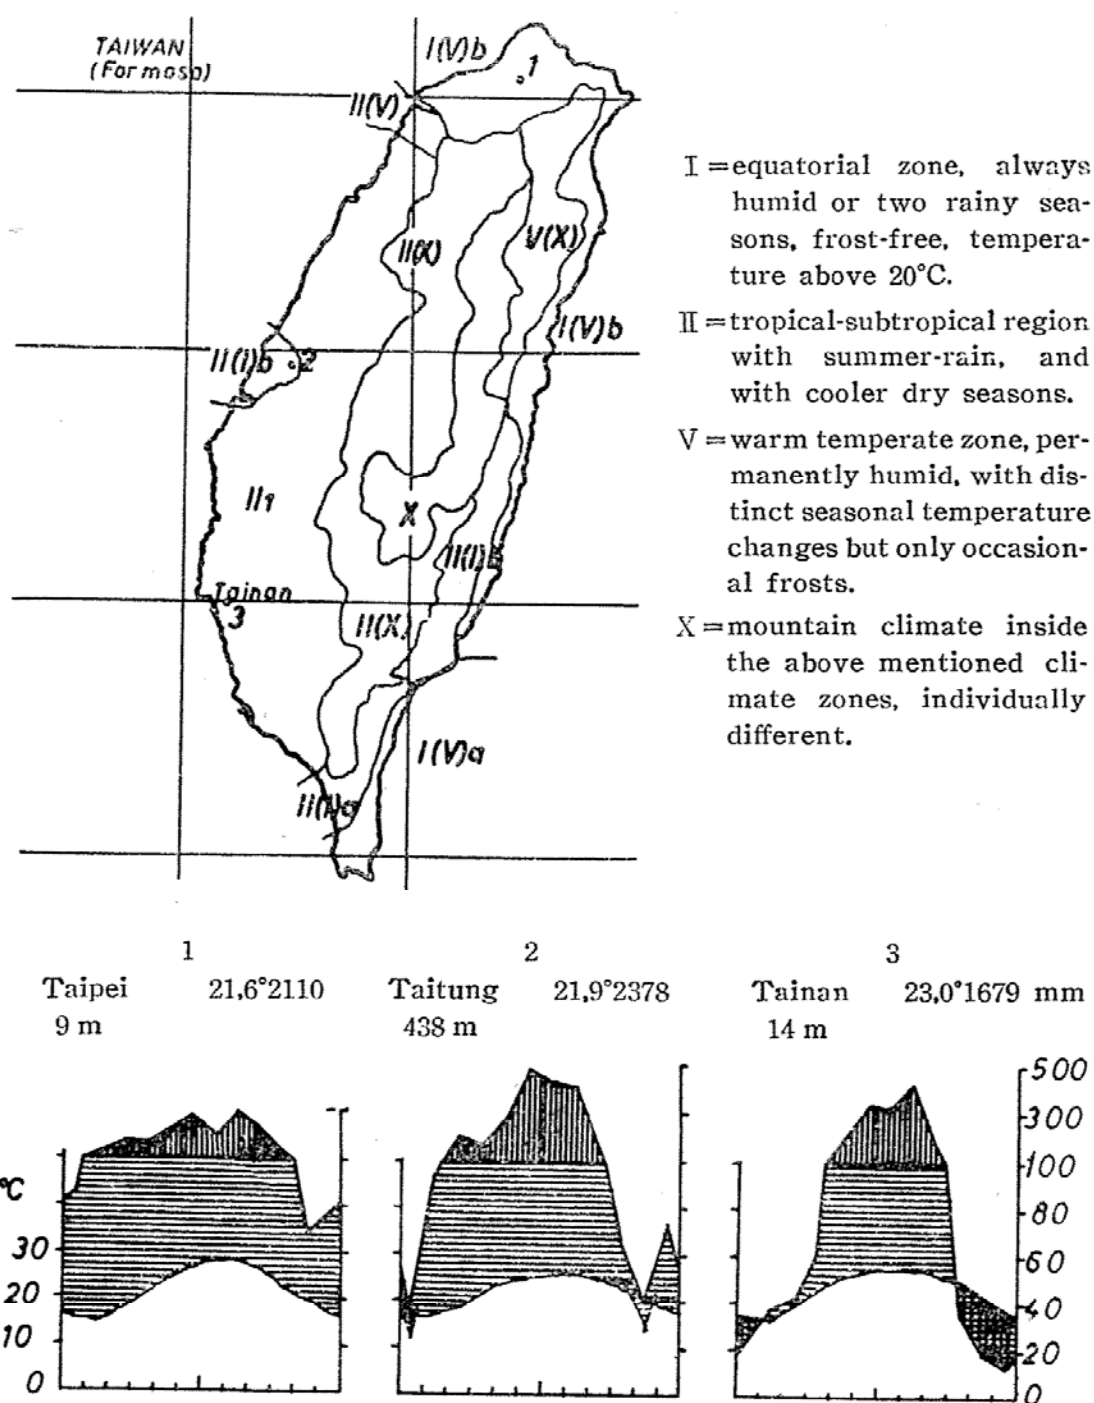 TAIWAN
(Formosa)
I(V)b
1
II(V)
II(X)
V(X)
I(V)b
II(I)b
2
II1
X
Tainan
3
II(X)
I(V)a
I = equatorial zone, always
humid or two rainy sea-
sons, frost-free, tempera-
ture above 20°C.
II = tropical-subtropical region
with summer-rain, and
with cooler dry seasons.
V = warm temperate zone, per-
manently humid, with dis-
tinct seasonal temperature
changes but only occasion-
al frosts.
X = mountain climate inside
the above mentioned cli-
mate zones, individually
different.
1 2 3
Taipei 21,6°2110 Taitung 21,9°2378 Tainan 23,0°1679 mm
9 m 438 m 14 m
500
300
100
80
60
40
20
0
°C
30
20
10
0